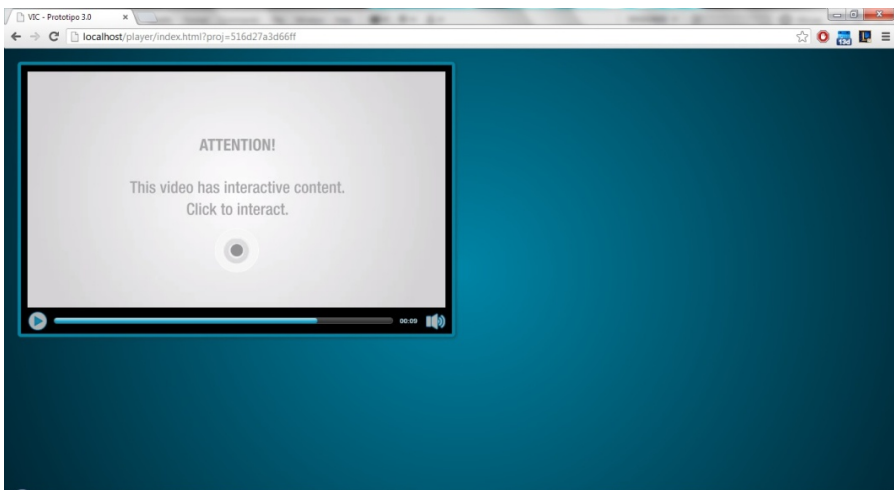 VIC - Prototipo 3.0
localhost/player/index.html?proj=516d27a3d66ff
13d
ATTENTION!
This video has interactive content.
Click to interact.
00:09